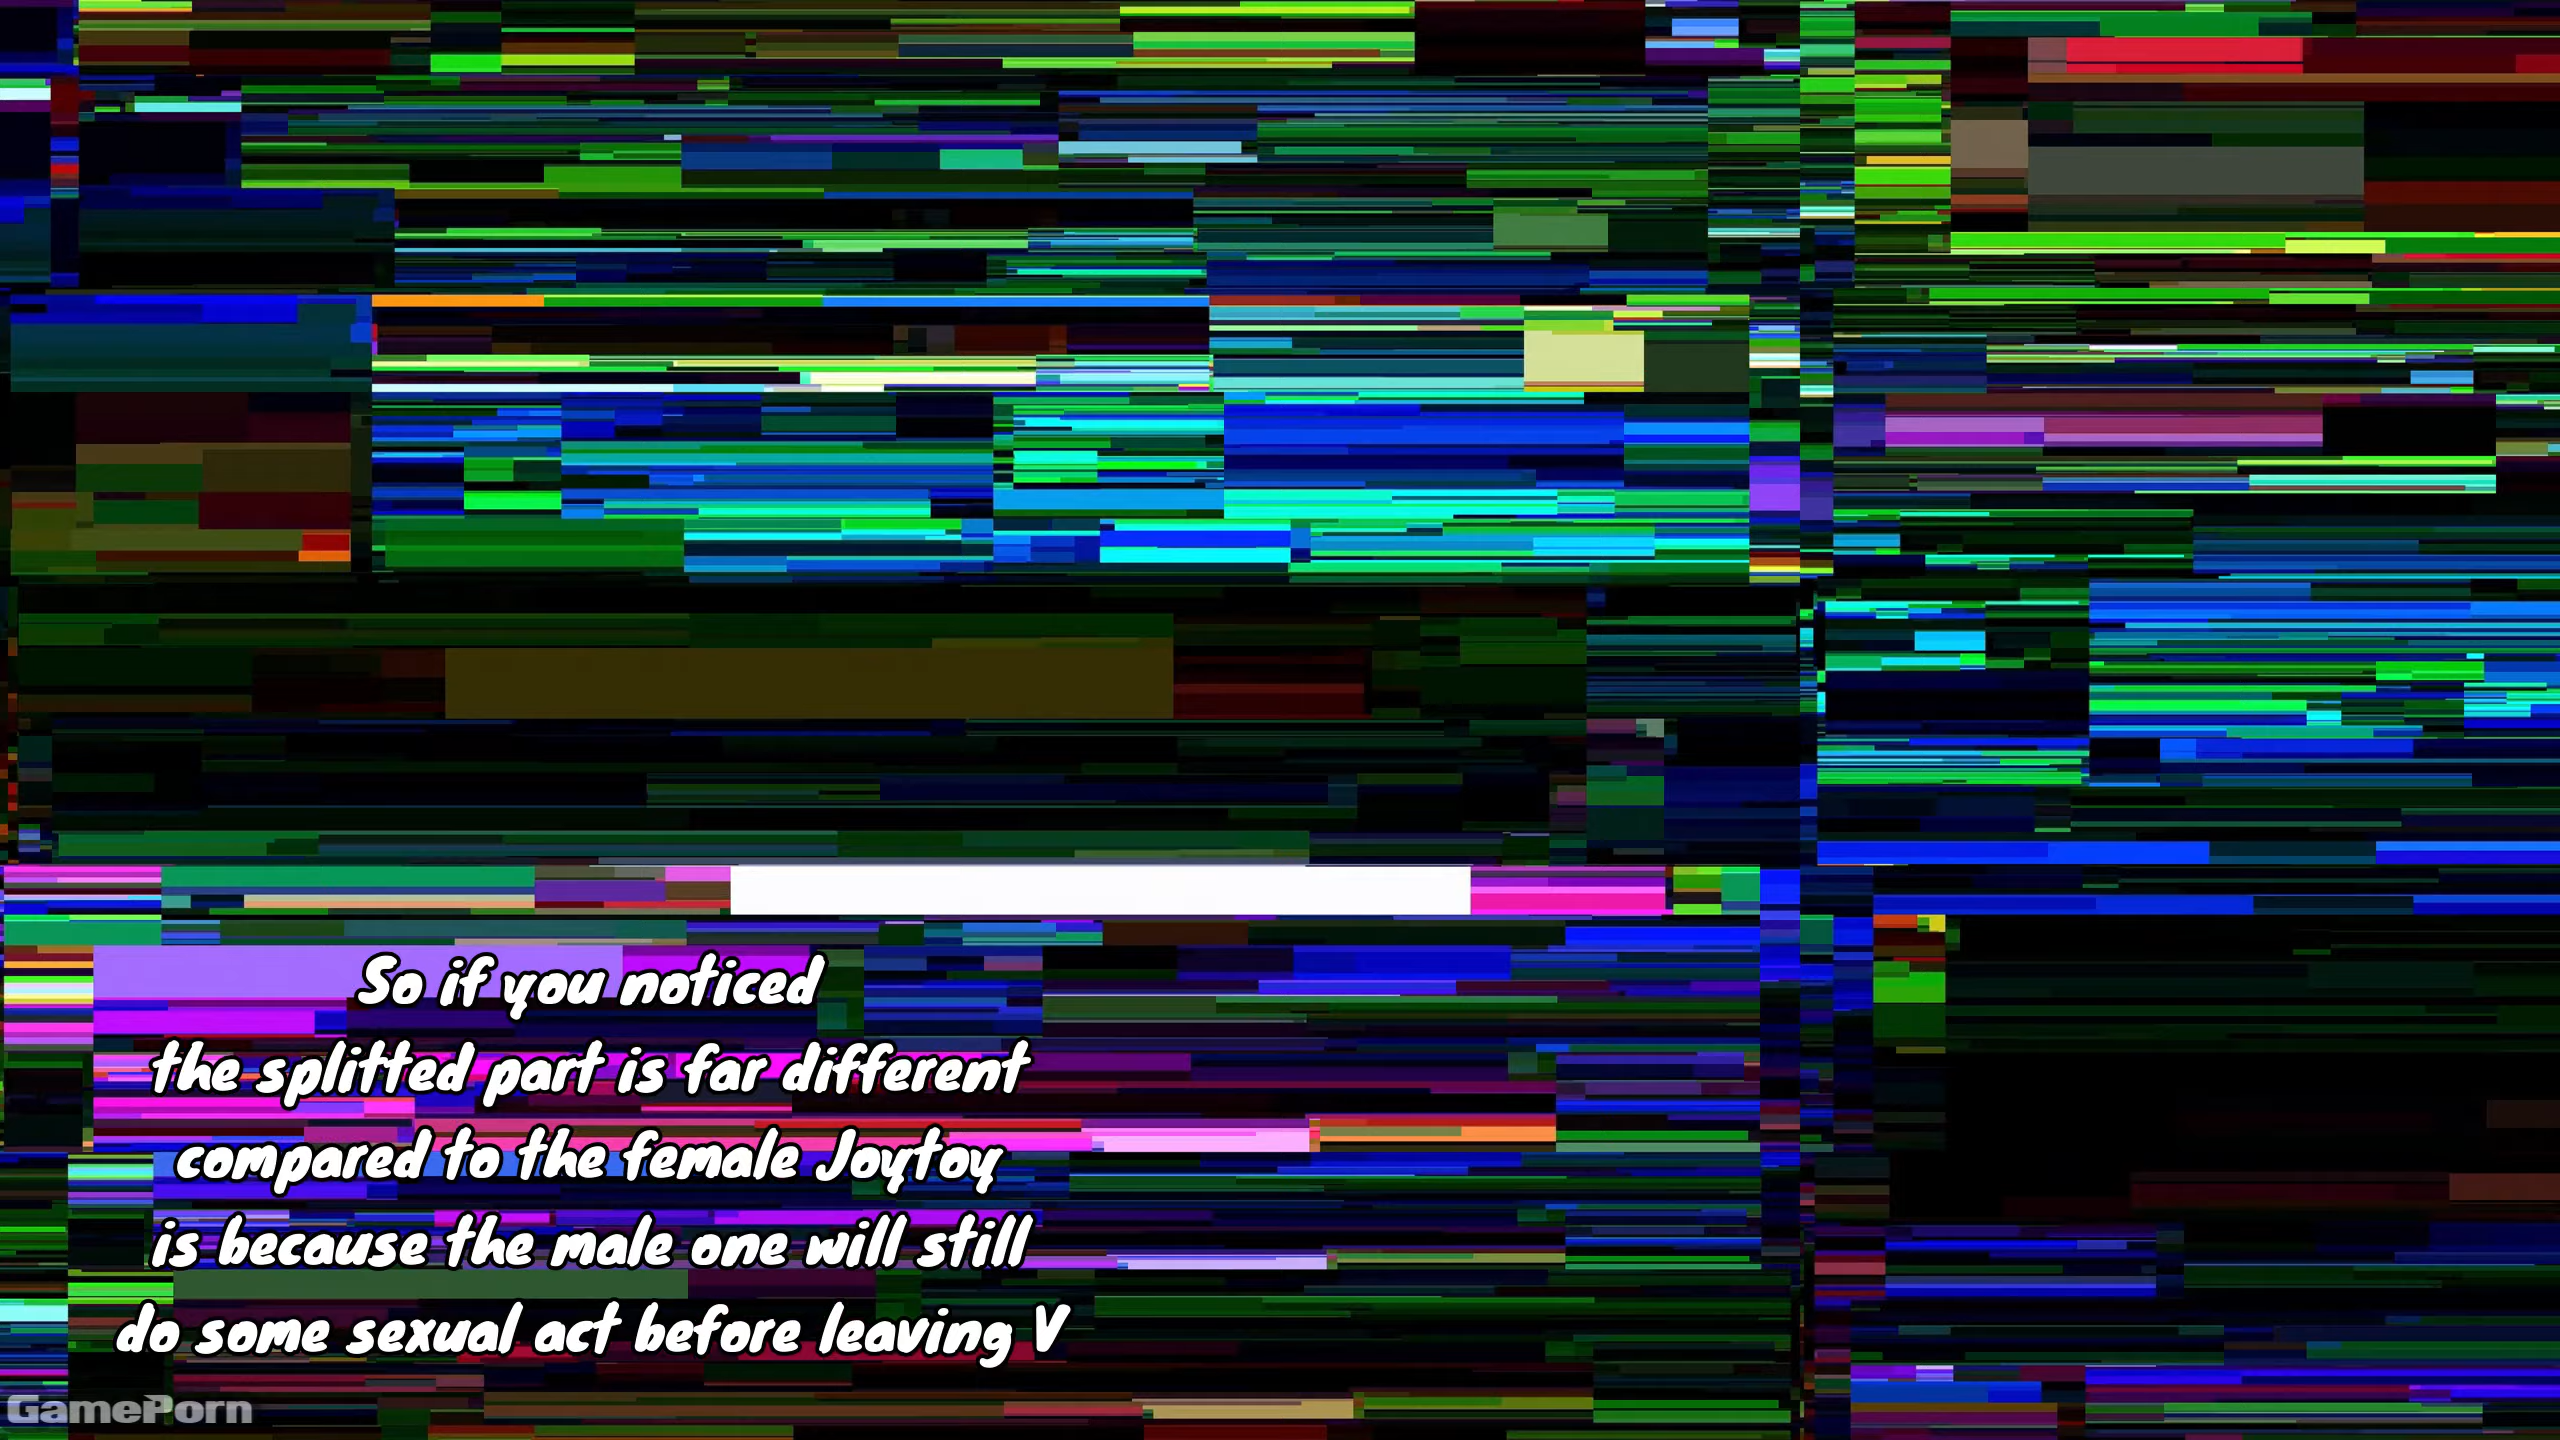 So if you noticed
the splitted part is far different
compared to the female Joytoy
is because the male one will still
do some sexual act before leaving V
GamePorn